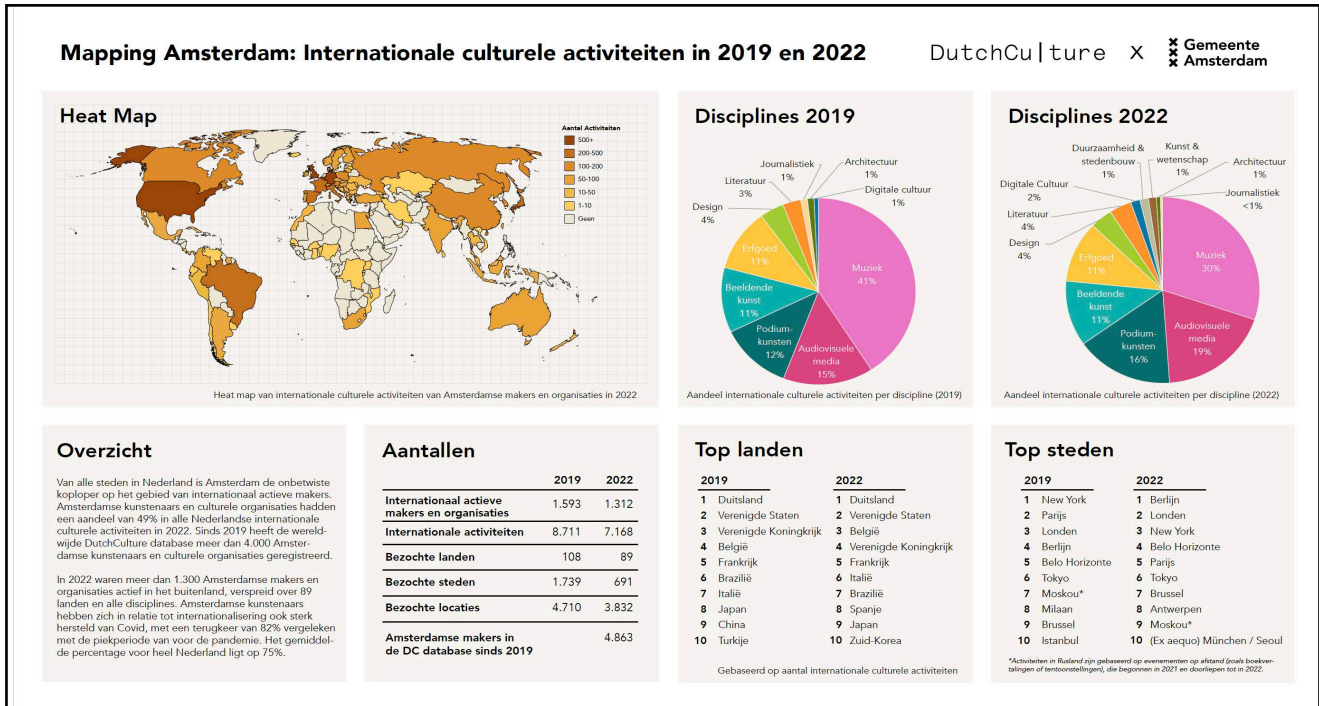 Mapping Amsterdam: Internationale culturele activiteiten in 2019 en 2022
DutchCu|ture x Gemeente
Amsterdam
Heat Map
Aantal Activiteiten
500+
200-500
100-200
50-100
10-50
1-10
Geen
Heat map van internationale culturele activiteiten van Amsterdamse makers en organisaties in 2022
Disciplines 2019
Journalistiek
1%
Architectuur
1%
Literatuur
3%
Digitale cultuur
1%
Design
4%
Erfgoed
11%
Muziek
41%
Beeldende
kunst
11%
Podium-
kunsten
12%
Audiovisuele
media
15%
Aandeel internationale culturele activiteiten per discipline (2019)
Disciplines 2022
Duurzaamheid &
stedenbouw
1%
Kunst &
wetenschap
1%
Architectuur
1%
Digitale Cultuur
2%
Journalistiek
<1%
Literatuur
4%
Design
4%
Erfgoed
11%
Muziek
30%
Beeldende
kunst
11%
Podium-
kunsten
16%
Audiovisuele
media
19%
Aandeel internationale culturele activiteiten per discipline (2022)
Overzicht
Van alle steden in Nederland is Amsterdam de onbetwiste
koploper op het gebied van internationaal actieve makers.
Amsterdamse kunstenaars en culturele organisaties hadden
een aandeel van 49% in alle Nederlandse internationale
culturele activiteiten in 2022. Sinds 2019 heeft de wereld-
wijde DutchCulture database meer dan 4.000 Amster-
damse kunstenaars en culturele organisaties geregistreerd.
In 2022 waren meer dan 1.300 Amsterdamse makers en
organisaties actief in het buitenland, verspreid over 89
landen en alle disciplines. Amsterdamse kunstenaars
hebben zich in relatie tot internationalisering ook sterk
hersteld van Covid, met een terugkeer van 82% vergeleken
met de piekperiode van voor de pandemie. Het gemiddel-
de percentage voor heel Nederland ligt op 75%.
Aantallen
2019 2022
Internationaal actieve
makers en organisaties 1.593 1.312
Internationale activiteiten 8.711 7.168
Bezochte landen 108 89
Bezochte steden 1.739 691
Bezochte locaties 4.710 3.832
Amsterdamse makers in
de DC database sinds 2019 4.863
Top landen
2019 2022
1 Duitsland 1 Duitsland
2 Verenigde Staten 2 Verenigde Staten
3 Verenigde Koningkrijk 3 België
4 België 4 Verenigde Koningkrijk
5 Frankrijk 5 Frankrijk
6 Brazilië 6 Italië
7 Italië 7 Brazilië
8 Japan 8 Spanje
9 China 9 Japan
10 Turkije 10 Zuid-Korea
Gebaseerd op aantal internationale culturele activiteiten
Top steden
2019 2022
1 New York 1 Berlijn
2 Parijs 2 Londen
3 Londen 3 New York
4 Berlijn 4 Belo Horizonte
5 Belo Horizonte 5 Parijs
6 Tokyo 6 Tokyo
7 Moskou* 7 Brussel
8 Milaan 8 Antwerpen
9 Brussel 9 Moskou*
10 Istanbul 10 (Ex aequo) München / Seoul
*Activiteiten in Rusland zijn gebaseerd op evenementen op afstand (zoals boekver-
talingen of tentoonstellingen), die begonnen in 2021 en doorliepen tot in 2022.